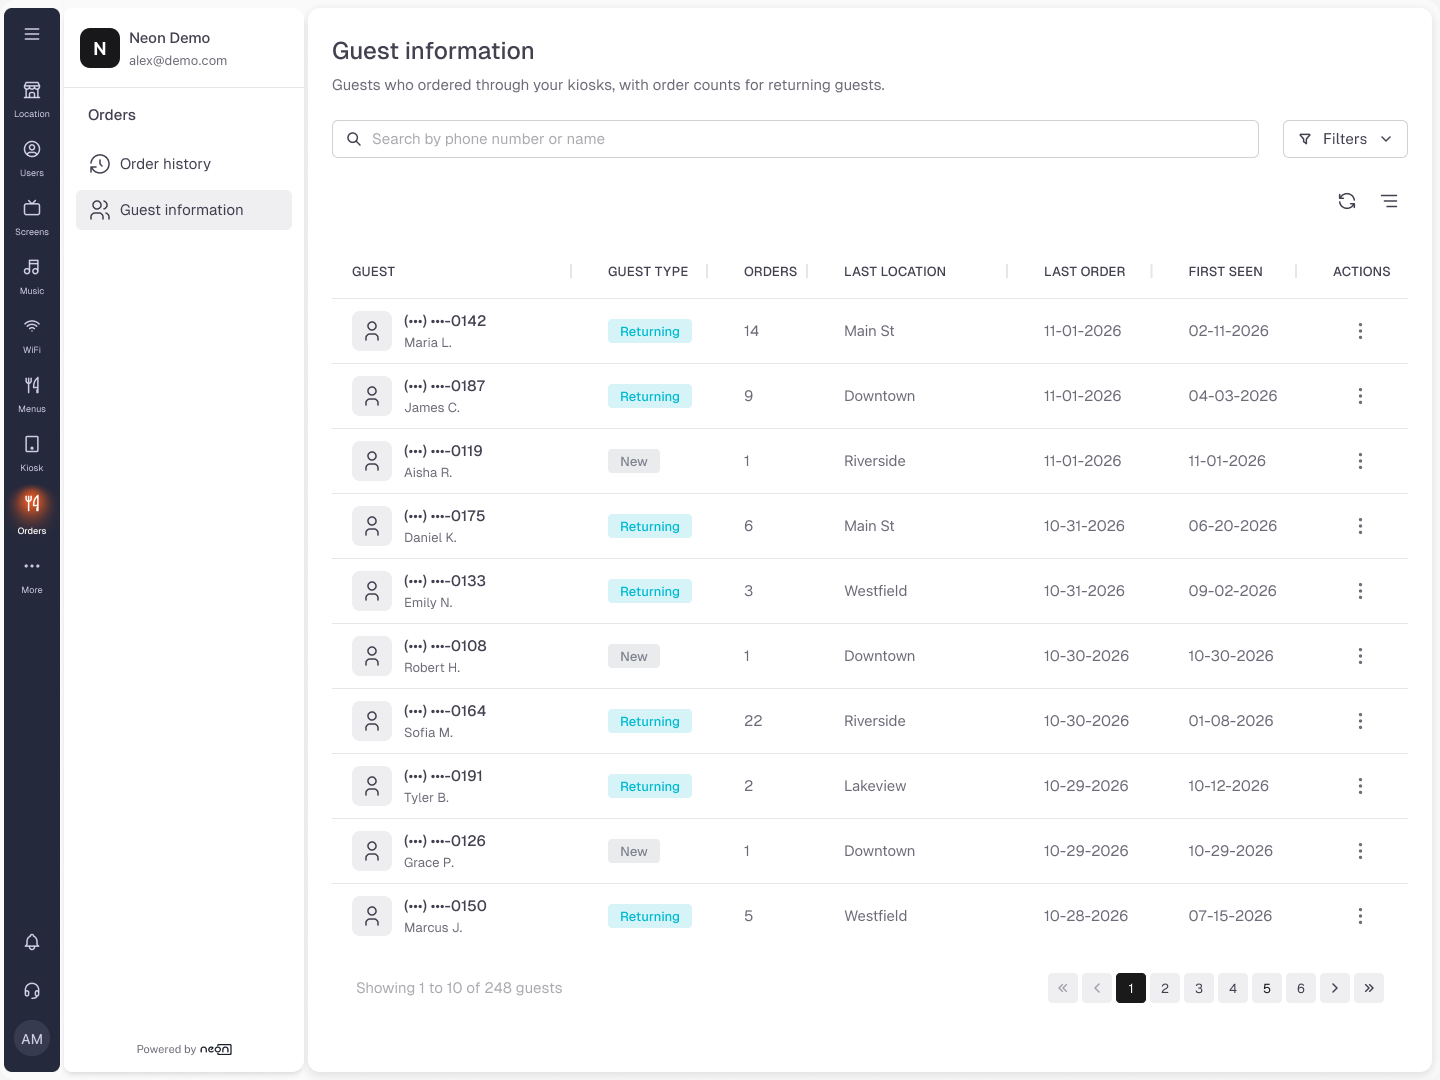 N
Neon Demo
alex@demo.com
Location
Users
Screens
Music
WiFi
Menus
Kiosk
Orders
More
AM
Orders
Order history
Guest information
Powered by neon
Guest information
Guests who ordered through your kiosks, with order counts for returning guests.
Search by phone number or name
Filters
GUEST GUEST TYPE ORDERS LAST LOCATION LAST ORDER FIRST SEEN ACTIONS
(•••) •••-0142
Maria L.
Returning 14 Main St 11-01-2026 02-11-2026
(•••) •••-0187
James C.
Returning 9 Downtown 11-01-2026 04-03-2026
(•••) •••-0119
Aisha R.
New 1 Riverside 11-01-2026 11-01-2026
(•••) •••-0175
Daniel K.
Returning 6 Main St 10-31-2026 06-20-2026
(•••) •••-0133
Emily N.
Returning 3 Westfield 10-31-2026 09-02-2026
(•••) •••-0108
Robert H.
New 1 Downtown 10-30-2026 10-30-2026
(•••) •••-0164
Sofia M.
Returning 22 Riverside 10-30-2026 01-08-2026
(•••) •••-0191
Tyler B.
Returning 2 Lakeview 10-29-2026 10-12-2026
(•••) •••-0126
Grace P.
New 1 Downtown 10-29-2026 10-29-2026
(•••) •••-0150
Marcus J.
Returning 5 Westfield 10-28-2026 07-15-2026
Showing 1 to 10 of 248 guests
« ‹ 1 2 3 4 5 6 › »